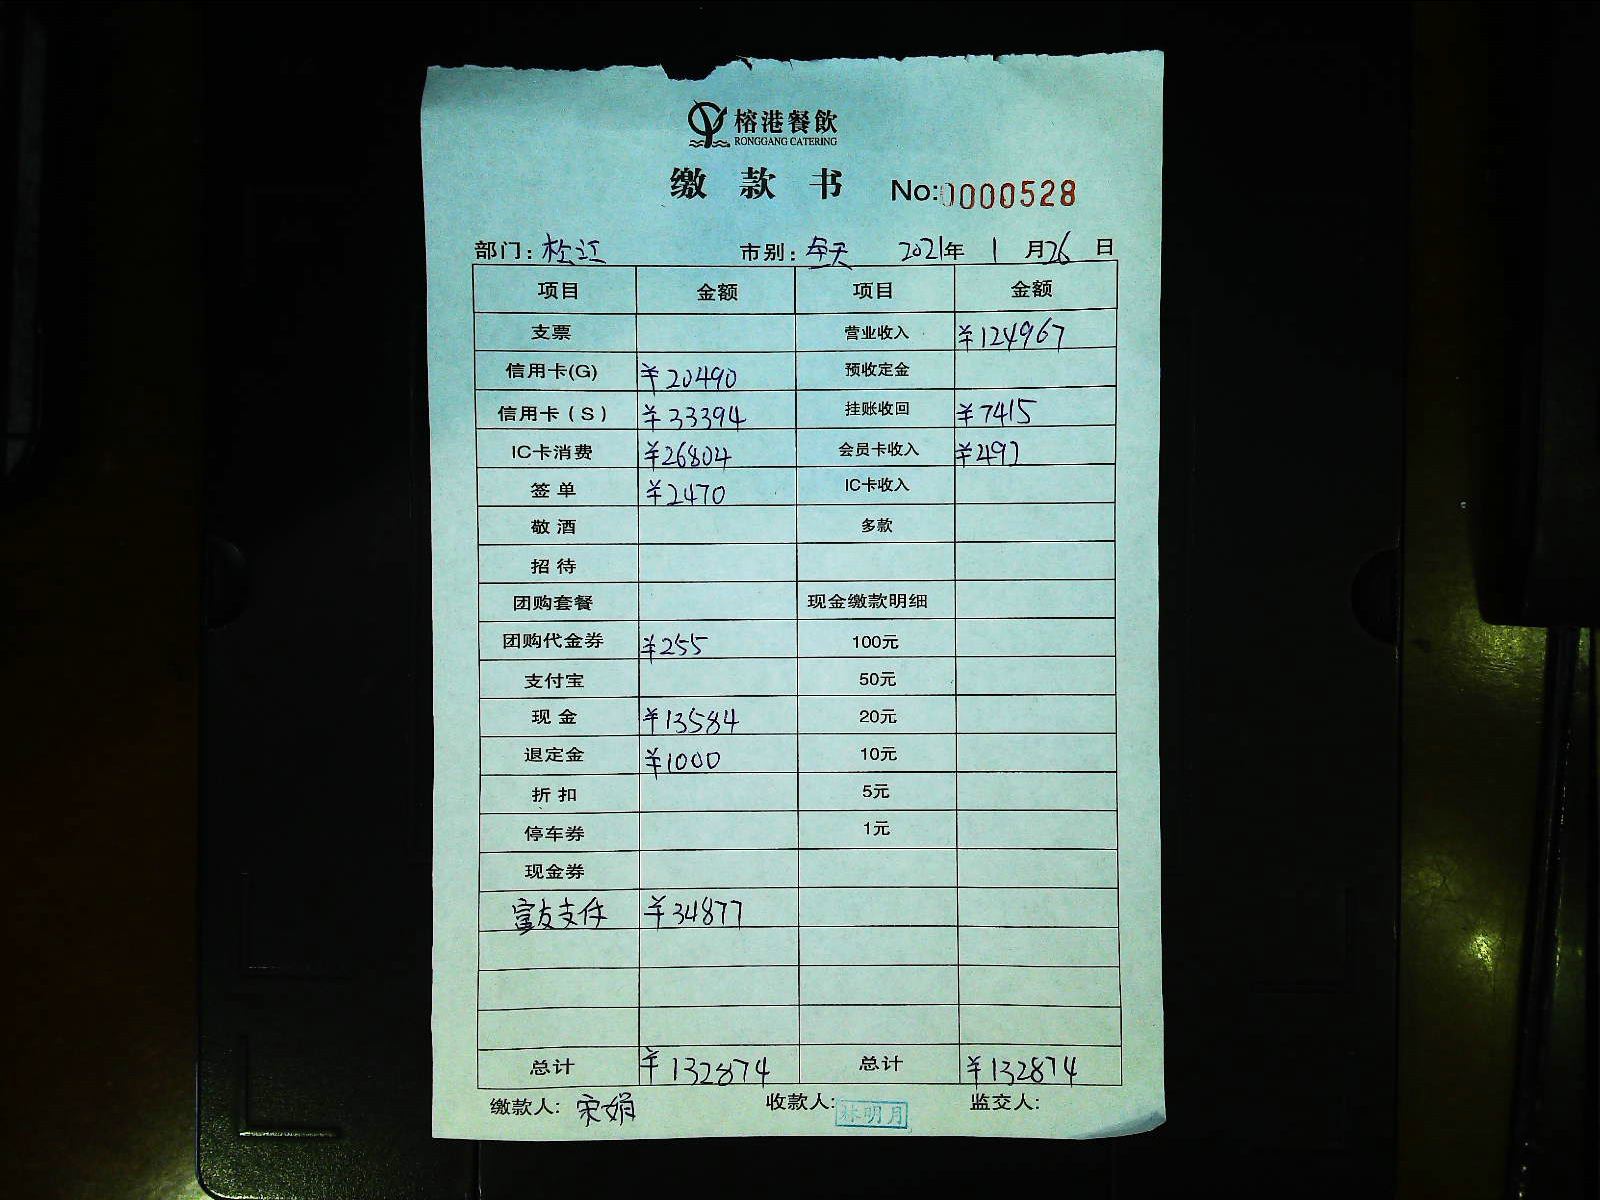 榕港餐飲
RONGGANG CATERING
缴款书 No:0000528
部门: 松江 市别: 全天 2021年 1月26日
项目 金额 项目 金额
支票 营业收入 ¥124967
信用卡(G) ¥20490 预收定金
信用卡(S) ¥33394 挂账收回 ¥7415
IC卡消费 ¥26804 会员卡收入 ¥492
签单 ¥2470 IC卡收入
敬酒 多款
招待
团购套餐 现金缴款明细
团购代金券 ¥255 100元
支付宝 50元
现金 ¥13584 20元
退定金 ¥1000 10元
折扣 5元
停车券 1元
现金券
富友支付 ¥34877
总计 ¥132874 总计 ¥132874
缴款人: 宋娟 收款人: 林明月 监交人: